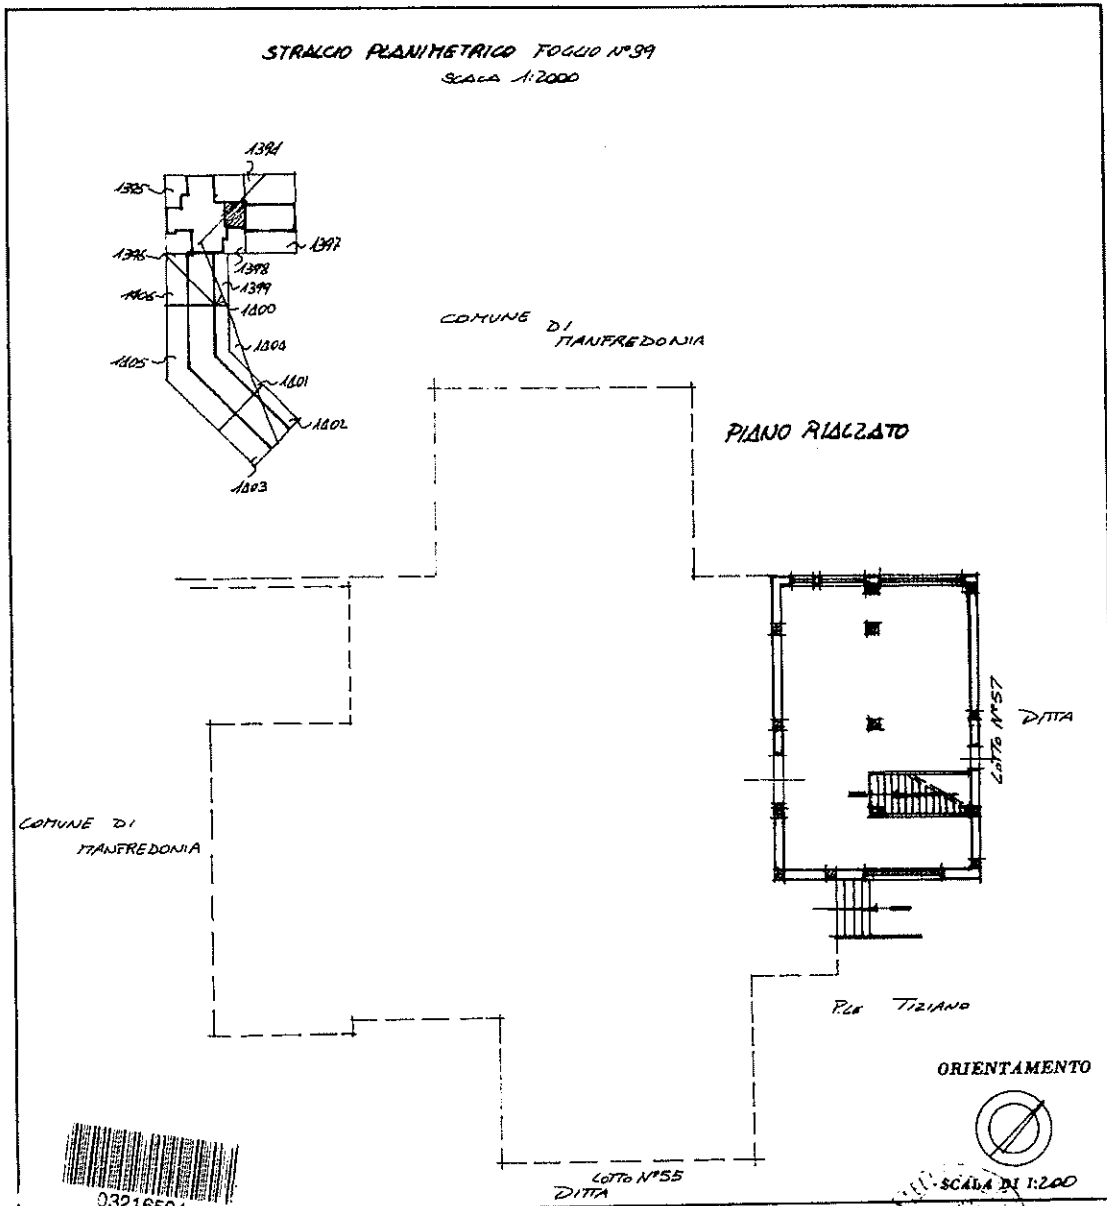 STRALCIO PLANIMETRICO FOGLIO N°39
SCALA 1:2000
1394
1395
1397
1396
1398
1399
1406
1400
1404
1405
1401
1402
1403
COMUNE DI
MANFREDONIA
PIANO RIALZATO
LOTTO N°57
DITTA
COMUNE DI
MANFREDONIA
P.LE TIZIANO
ORIENTAMENTO
SCALA DI 1:200
LOTTO N°55
DITTA